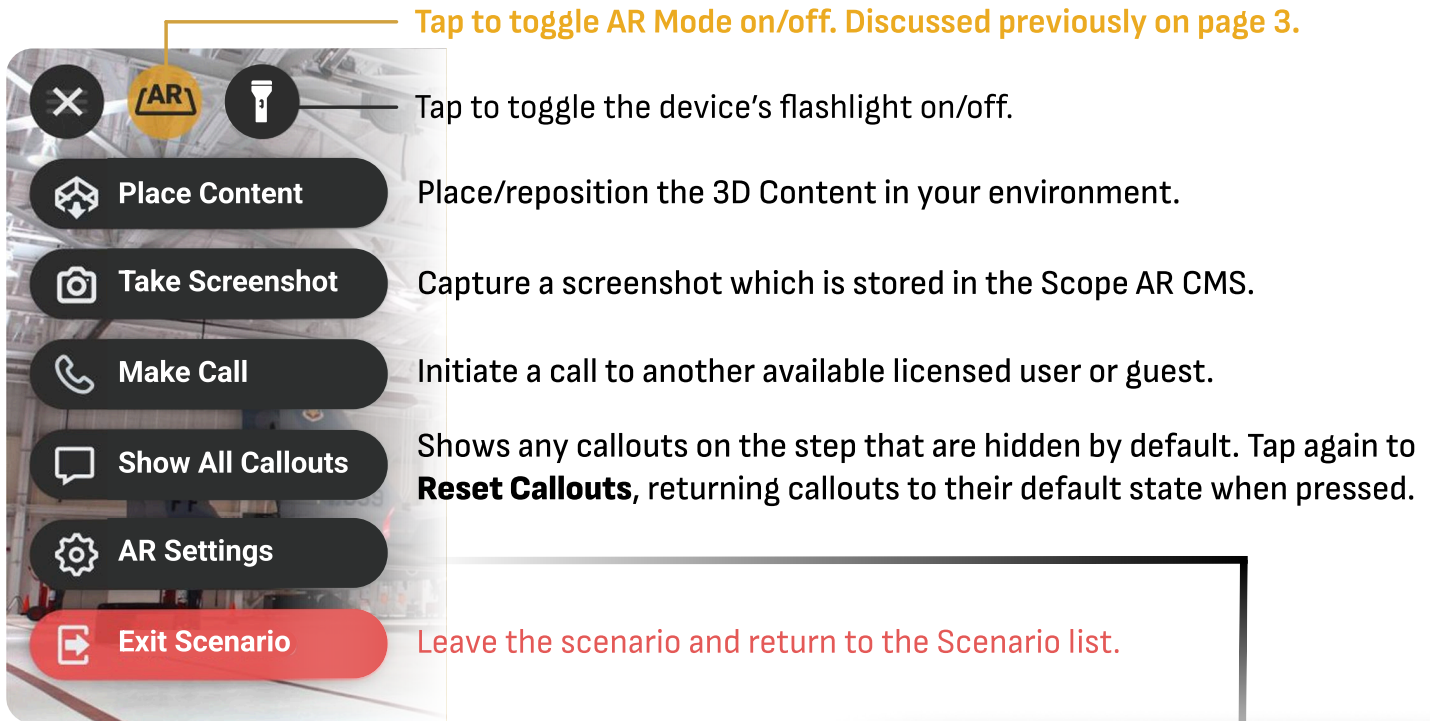 Tap to toggle AR Mode on/off. Discussed previously on page 3.
AR
Tap to toggle the device's flashlight on/off.
Place Content
Place/reposition the 3D Content in your environment.
Take Screenshot
Capture a screenshot which is stored in the Scope AR CMS.
Make Call
Initiate a call to another available licensed user or guest.
Show All Callouts
Shows any callouts on the step that are hidden by default. Tap again to
Reset Callouts, returning callouts to their default state when pressed.
AR Settings
Exit Scenario
Leave the scenario and return to the Scenario list.